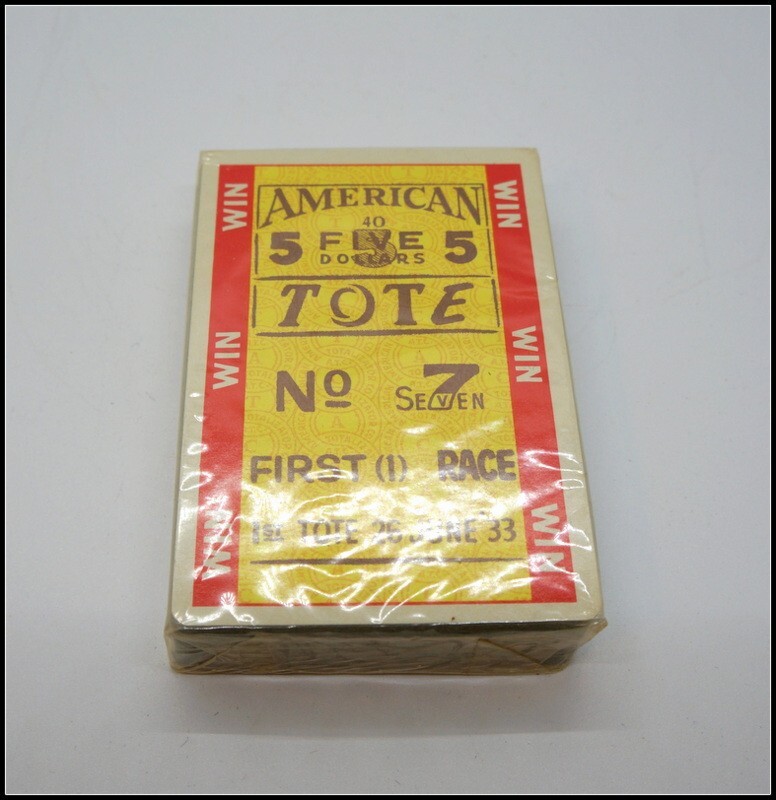 WIN WIN
AMERICAN
40
5 FIVE 5
DOLLARS
TOTE
WIN WIN
No 7
SEVEN
FIRST (1) RACE
1st TOTE 26 JUNE '33
WIN WIN